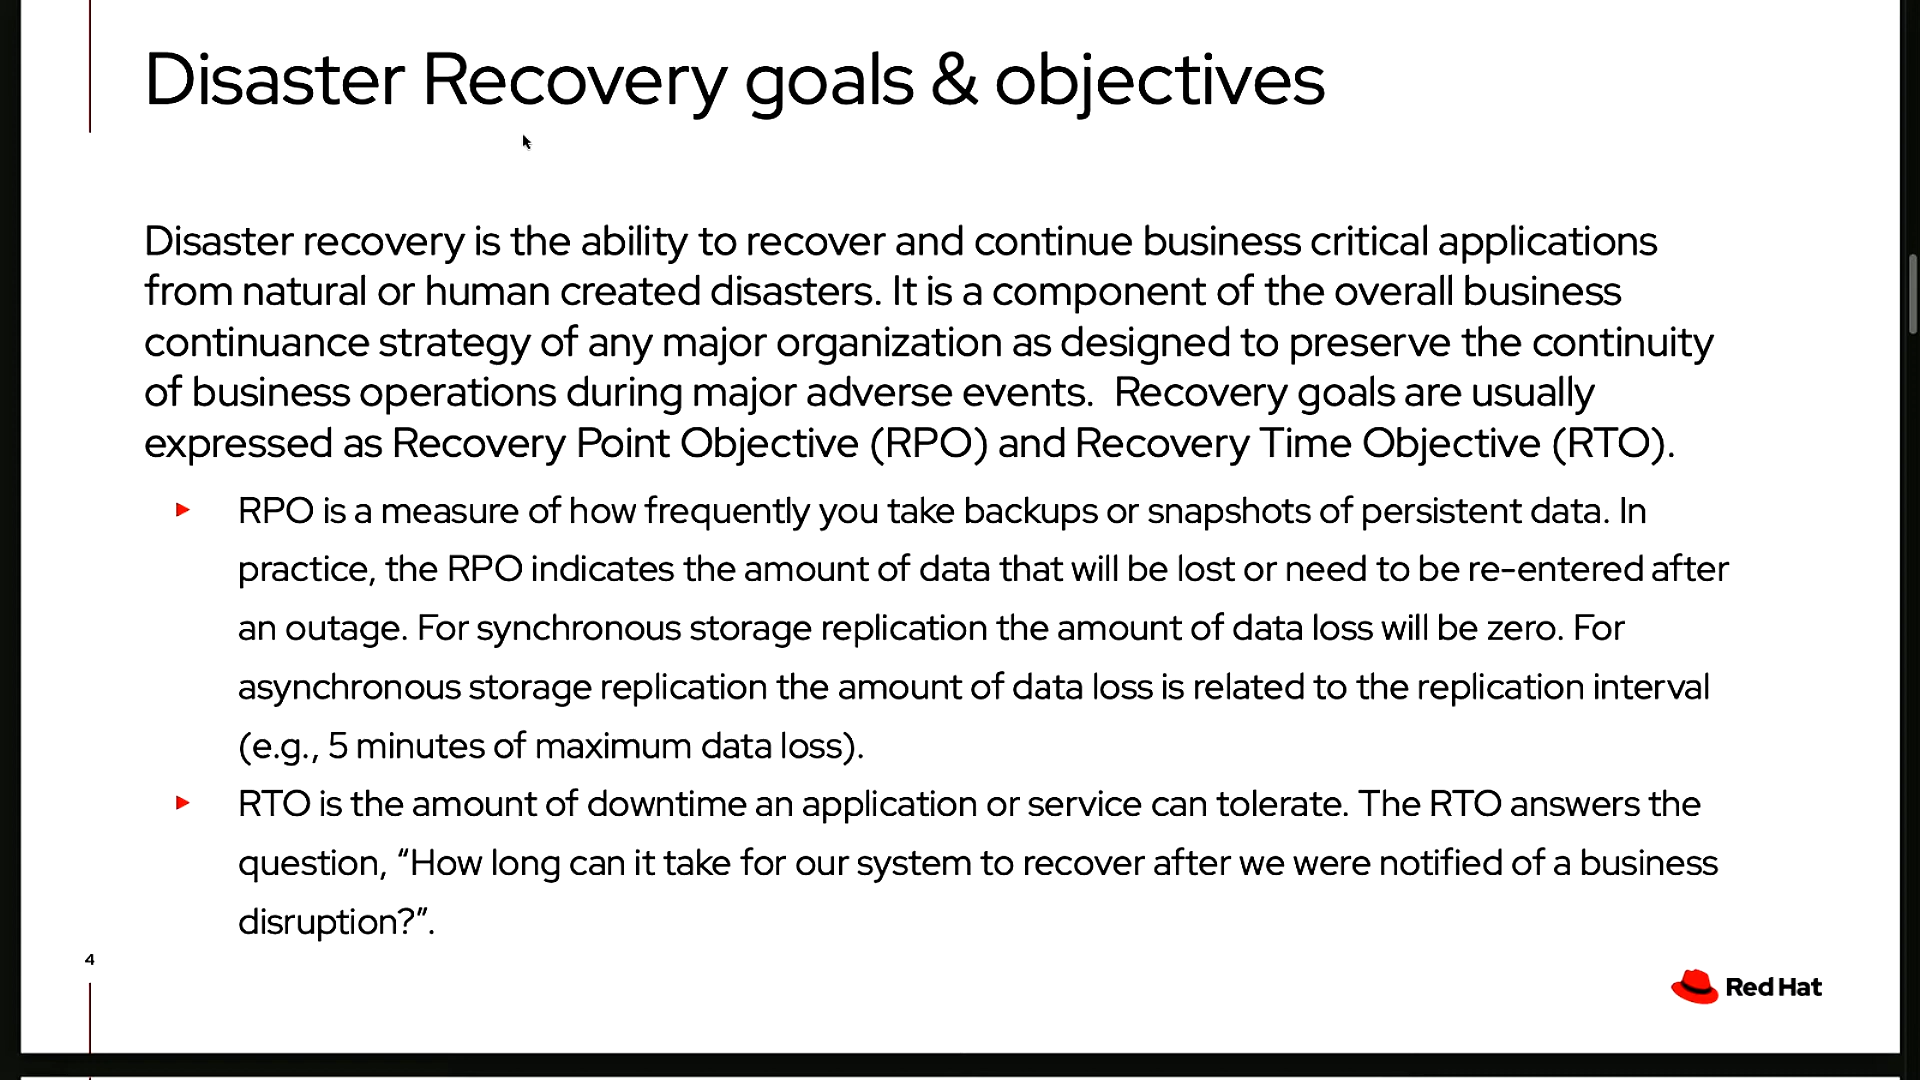 Disaster Recovery goals & objectives
Disaster recovery is the ability to recover and continue business critical applications
from natural or human created disasters. It is a component of the overall business
continuance strategy of any major organization as designed to preserve the continuity
of business operations during major adverse events.  Recovery goals are usually
expressed as Recovery Point Objective (RPO) and Recovery Time Objective (RTO).
RPO is a measure of how frequently you take backups or snapshots of persistent data. In
practice, the RPO indicates the amount of data that will be lost or need to be re-entered after
an outage. For synchronous storage replication the amount of data loss will be zero. For
asynchronous storage replication the amount of data loss is related to the replication interval
(e.g., 5 minutes of maximum data loss).
RTO is the amount of downtime an application or service can tolerate. The RTO answers the
question, “How long can it take for our system to recover after we were notified of a business
disruption?”.
4
Red Hat